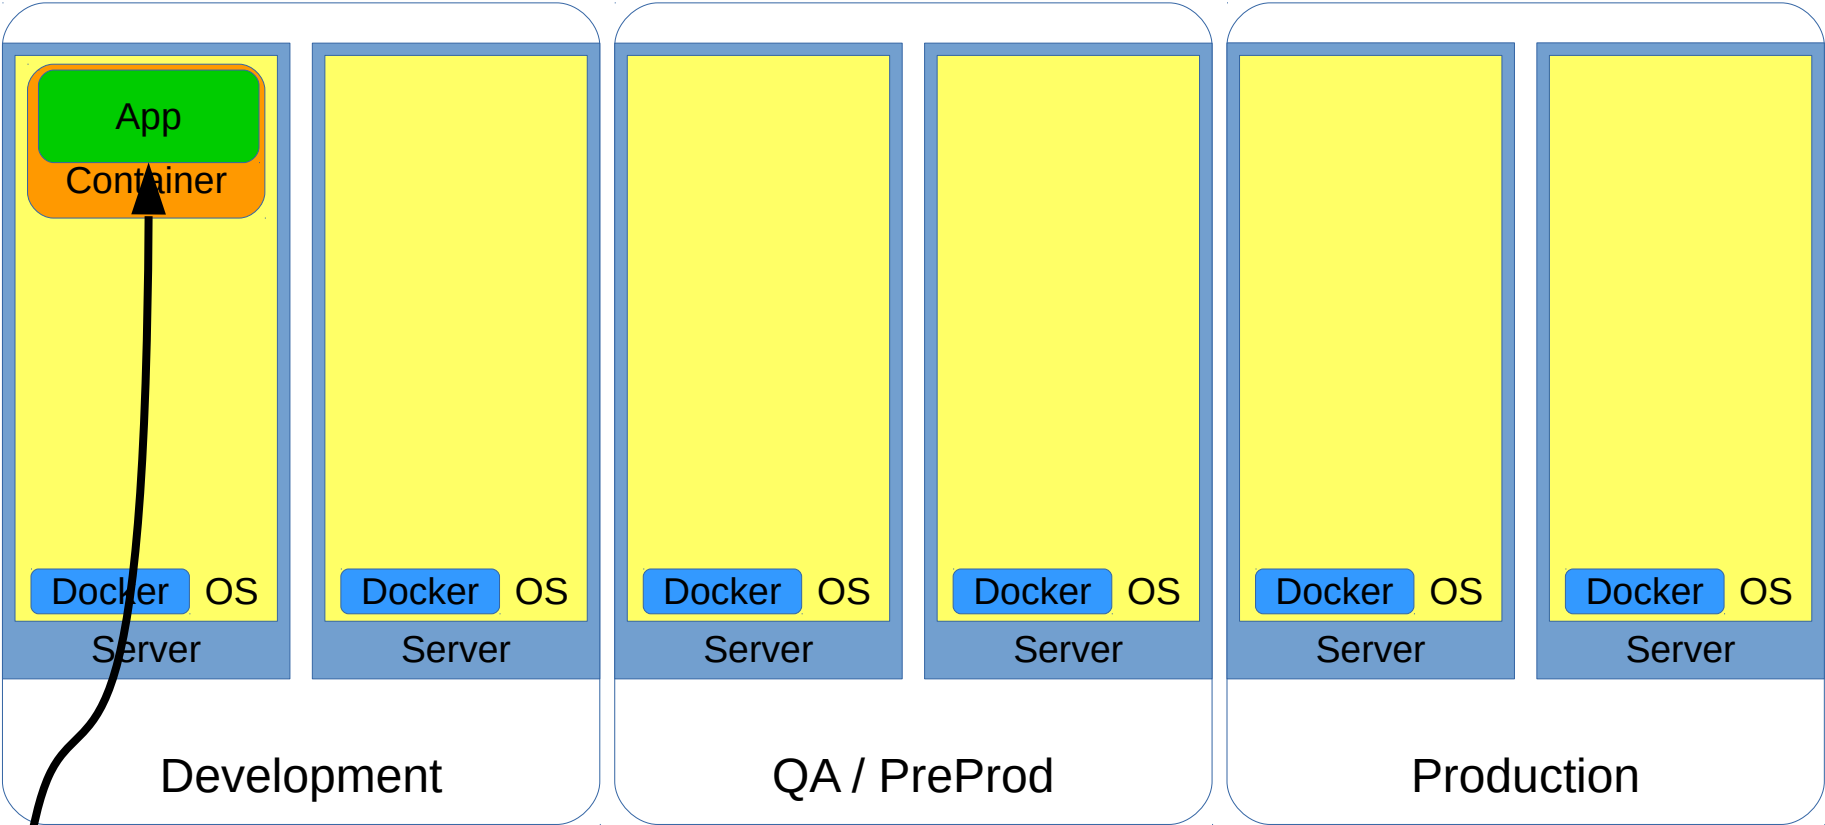 App
Container
Docker OS Docker OS Docker OS Docker OS Docker OS Docker OS
Server Server Server Server Server Server
Development QA / PreProd Production